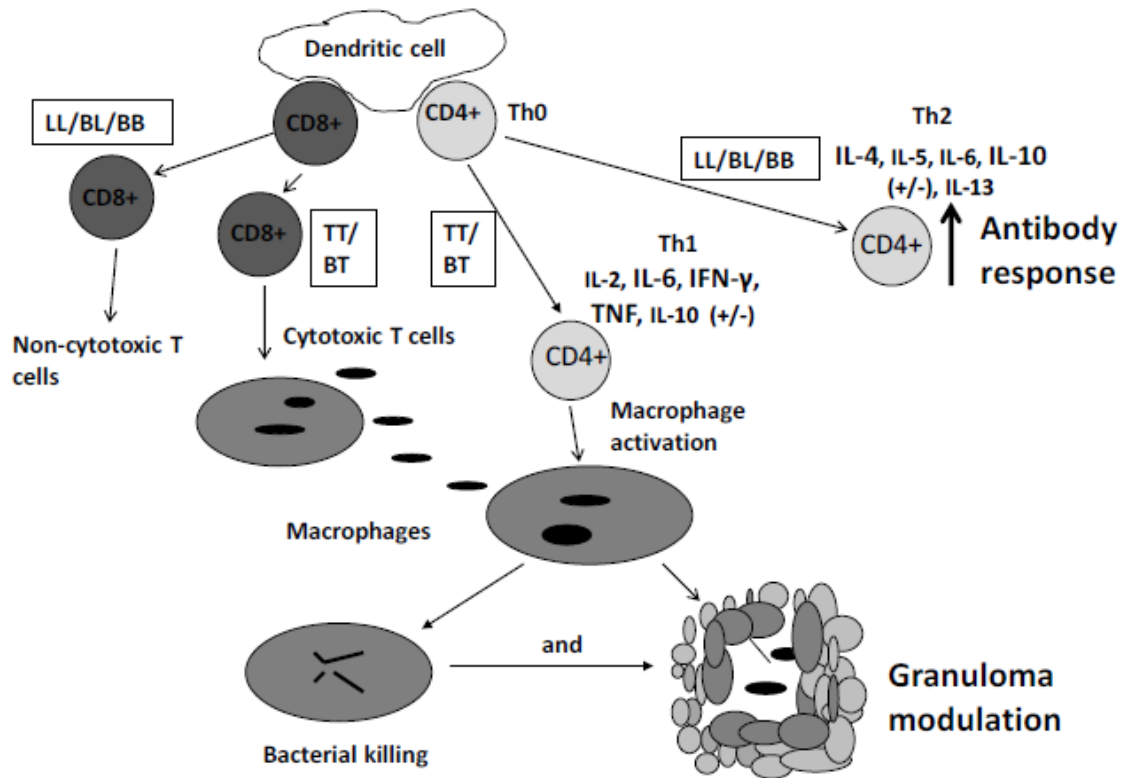 Dendritic cell
LL/BL/BB
CD8+
CD4+
Th0
Th2
LL/BL/BB
IL-4, IL-5, IL-6, IL-10
(+/-), IL-13
CD8+
CD8+
TT/
BT
TT/
BT
CD4+
Antibody
response
Th1
IL-2, IL-6, IFN-γ,
TNF, IL-10 (+/-)
Non-cytotoxic T
cells
Cytotoxic T cells
CD4+
Macrophage
activation
Macrophages
and
Granuloma
modulation
Bacterial killing